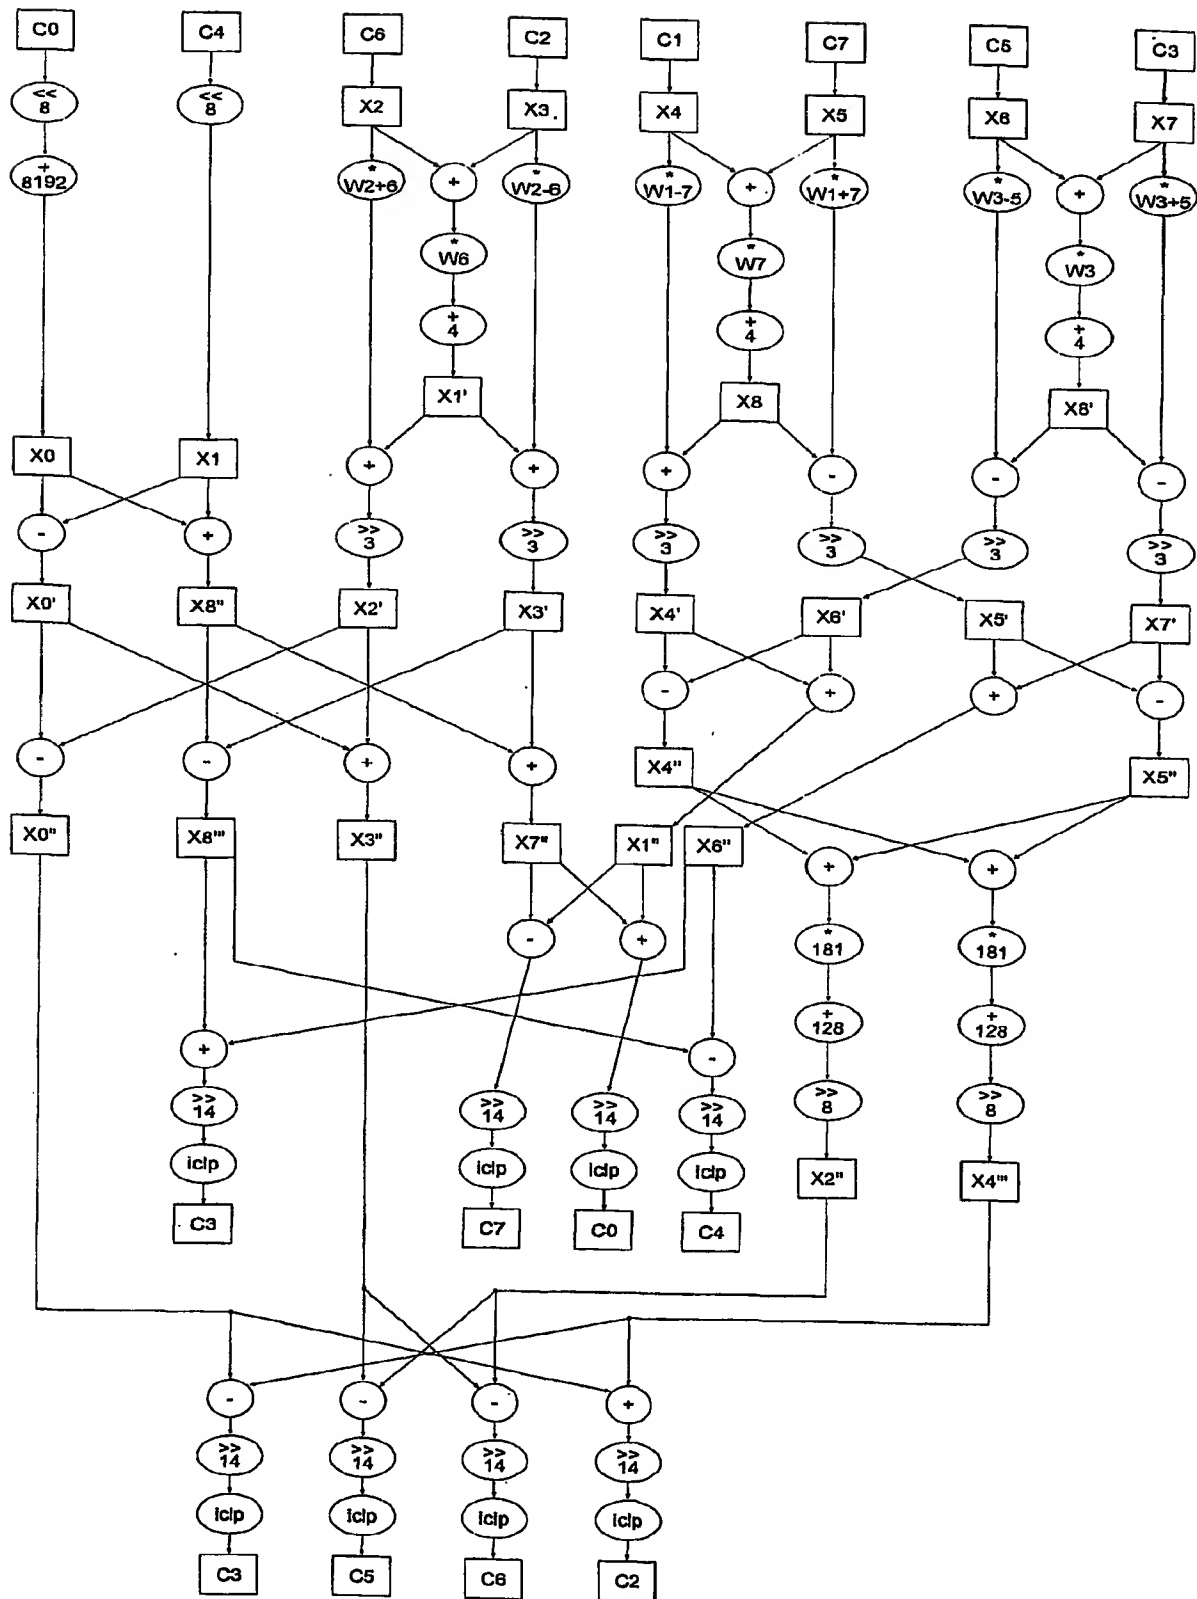 C0 C4 C6 C2 C1 C7 C5 C3
<< 8 << 8 X2 X3 X4 X5 X6 X7
+ 8192 * W2+6 + * W2-6 * W1-7 + * W1+7 * W3-5 + * W3+5
* W6 * W7 * W3
+ 4 + 4 + 4
X1' X8 X8'
X0 X1 + + + - - -
- + >> 3 >> 3 >> 3 >> 3 >> 3 >> 3
X0' X8" X2' X3' X4' X6' X5' X7'
- + + -
- - + + X4" X5"
X0" X8''' X3" X7" X1" X6" + +
- + * 181 * 181
+ - + 128 + 128
>> 14 >> 14 >> 14 >> 14 >> 8 >> 8
iclp iclp iclp iclp X2" X4'''
C3 C7 C0 C4
- - - +
>> 14 >> 14 >> 14 >> 14
iclp iclp iclp iclp
C3 C5 C6 C2